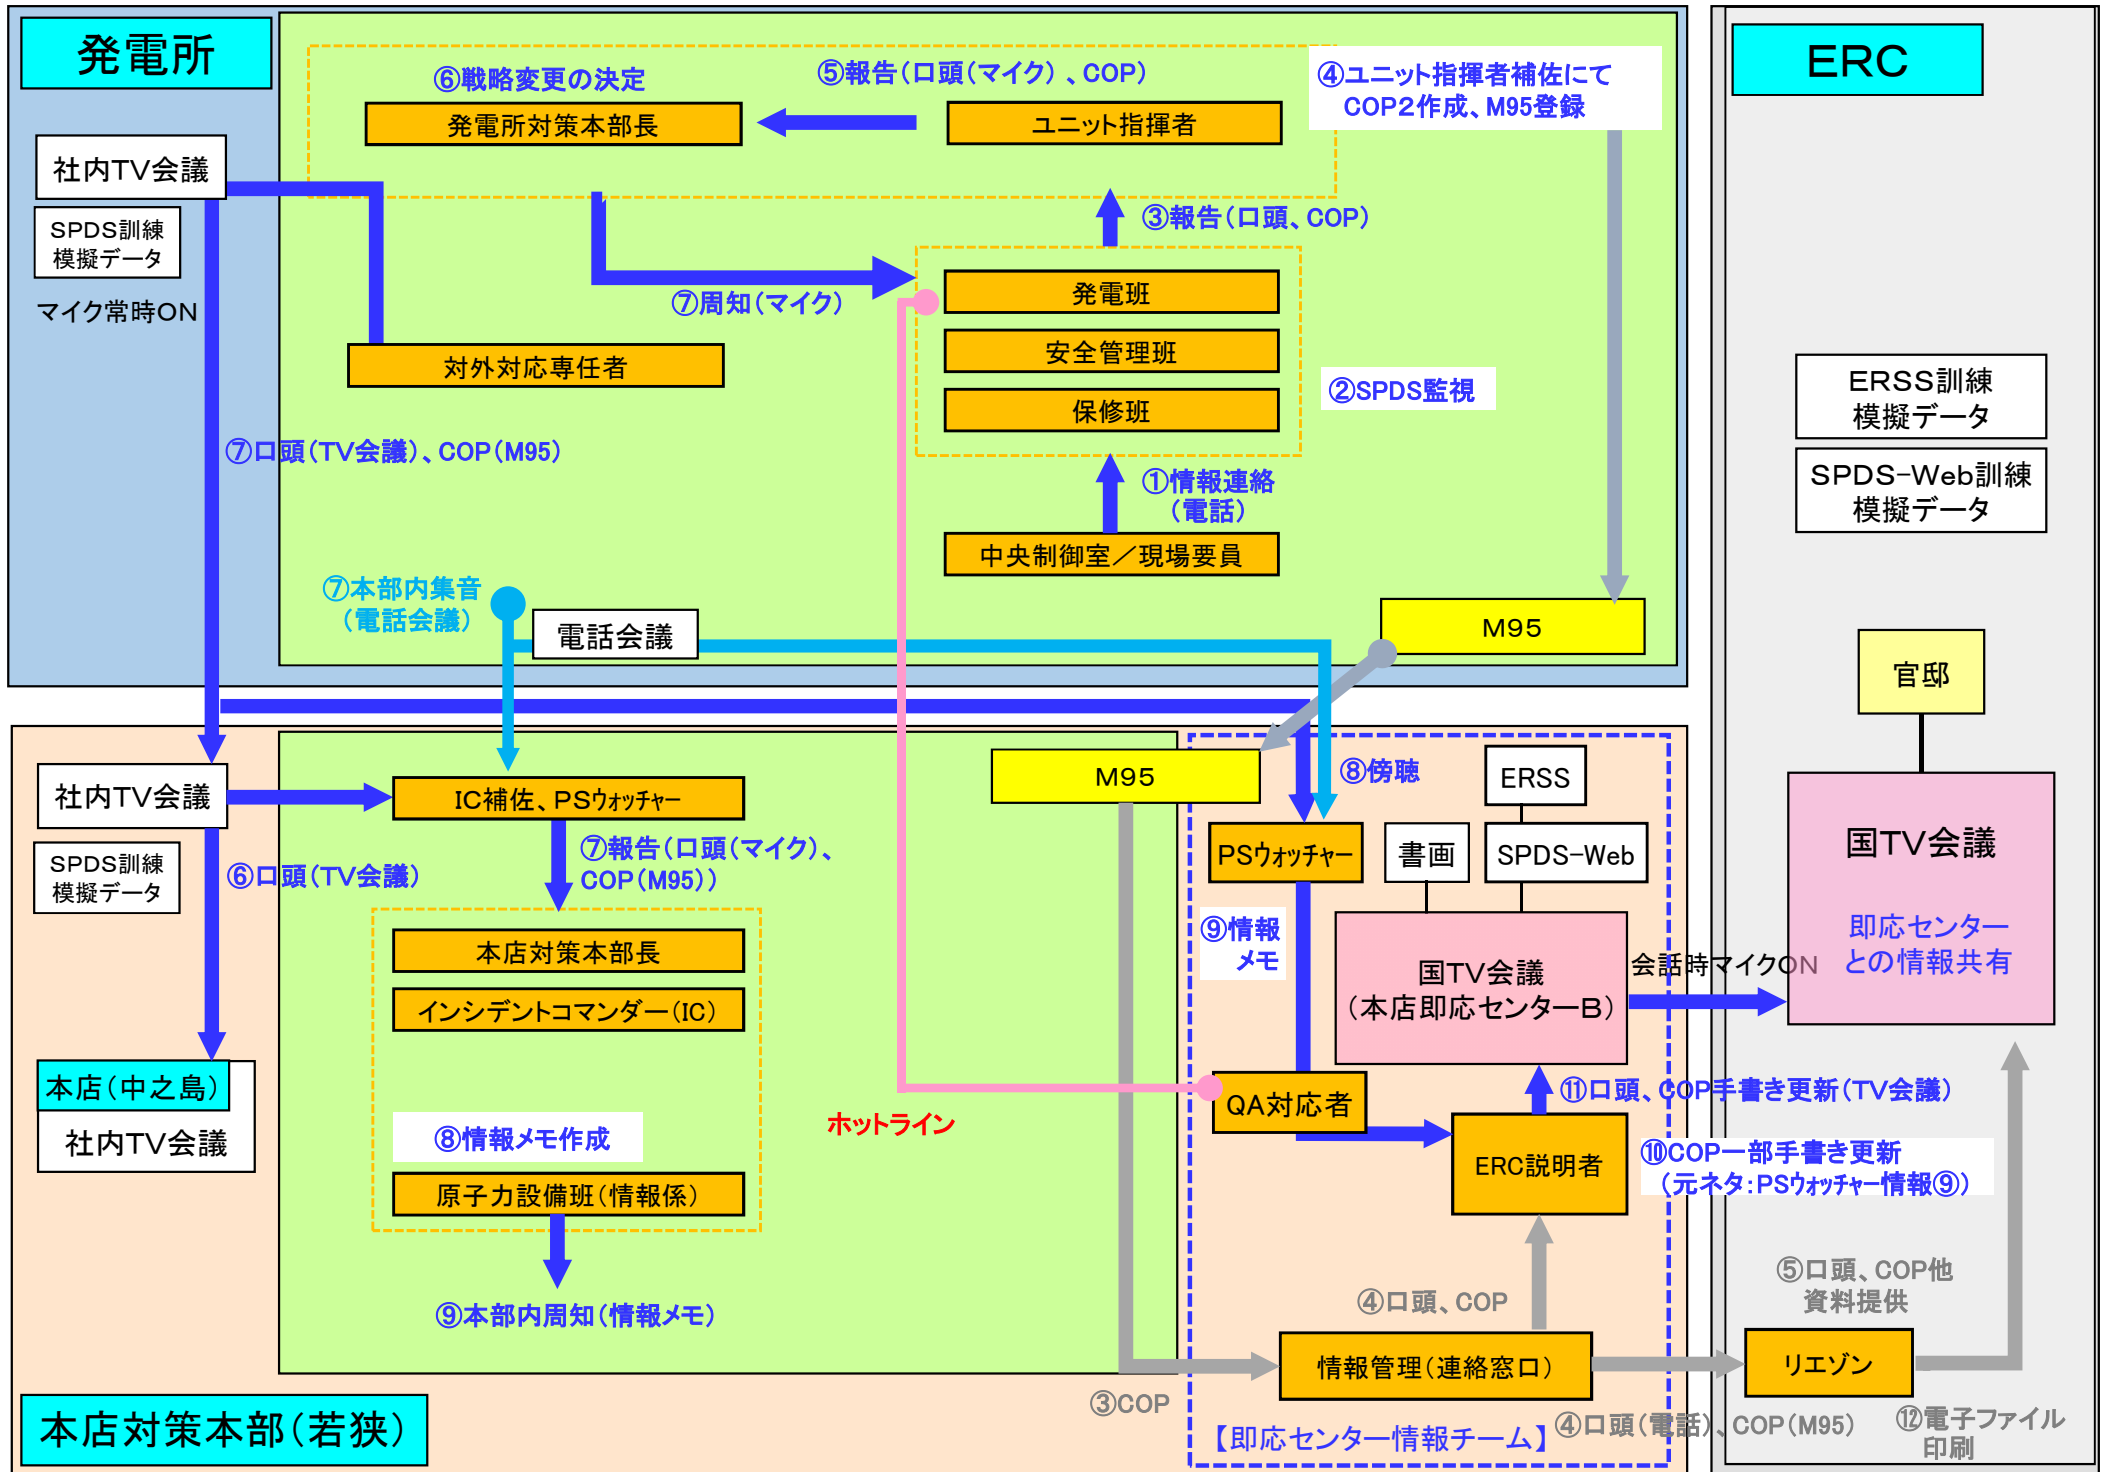 発電所
⑥戦略変更の決定
⑤報告(口頭(マイク)、COP)
④ユニット指揮者補佐にて
COP2作成、M95登録
発電所対策本部長
ユニット指揮者
社内TV会議
SPDS訓練
模擬データ
マイク常時ON
③報告(口頭、COP)
⑦周知(マイク)
発電班
安全管理班
保修班
②SPDS監視
対外対応専任者
⑦口頭(TV会議)、COP(M95)
①情報連絡
(電話)
中央制御室/現場要員
⑦本部内集音
(電話会議)
電話会議
M95
ERC
ERSS訓練
模擬データ
SPDS-Web訓練
模擬データ
官邸
国TV会議
即応センター
との情報共有
社内TV会議
SPDS訓練
模擬データ
⑥口頭(TV会議)
IC補佐、PSウォッチャー
⑦報告(口頭(マイク)、
COP(M95))
M95
本店対策本部長
インシデントコマンダー(IC)
⑧情報メモ作成
原子力設備班(情報係)
⑨本部内周知(情報メモ)
本店(中之島)
社内TV会議
ホットライン
⑧傍聴
ERSS
PSウォッチャー
書画
SPDS-Web
⑨情報
メモ
国TV会議
(本店即応センターB)
会話時マイクON
QA対応者
⑪口頭、COP手書き更新(TV会議)
ERC説明者
⑩COP一部手書き更新
(元ネタ:PSウォッチャー情報⑨)
④口頭、COP
⑤口頭、COP他
資料提供
情報管理(連絡窓口)
リエゾン
③COP
【即応センター情報チーム】
④口頭(電話)、COP(M95)
⑫電子ファイル
印刷
本店対策本部(若狭)